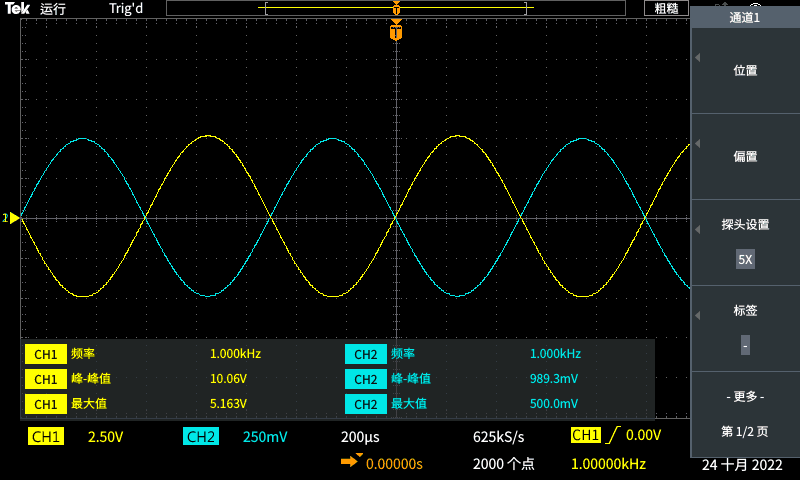 Tek 运行 Trig'd 粗糙
T
T
通道1
位置
偏置
探头设置
5X
标签
-
- 更多 -
第 1/2 页
2
CH1 频率 1.000kHz CH2 频率 1.000kHz
CH1 峰-峰值 10.06V CH2 峰-峰值 989.3mV
CH1 最大值 5.163V CH2 最大值 500.0mV
CH1 2.50V CH2 250mV 200µs 625kS/s CH1 0.00V
0.00000s 2000 个点 1.00000kHz 24 十月 2022